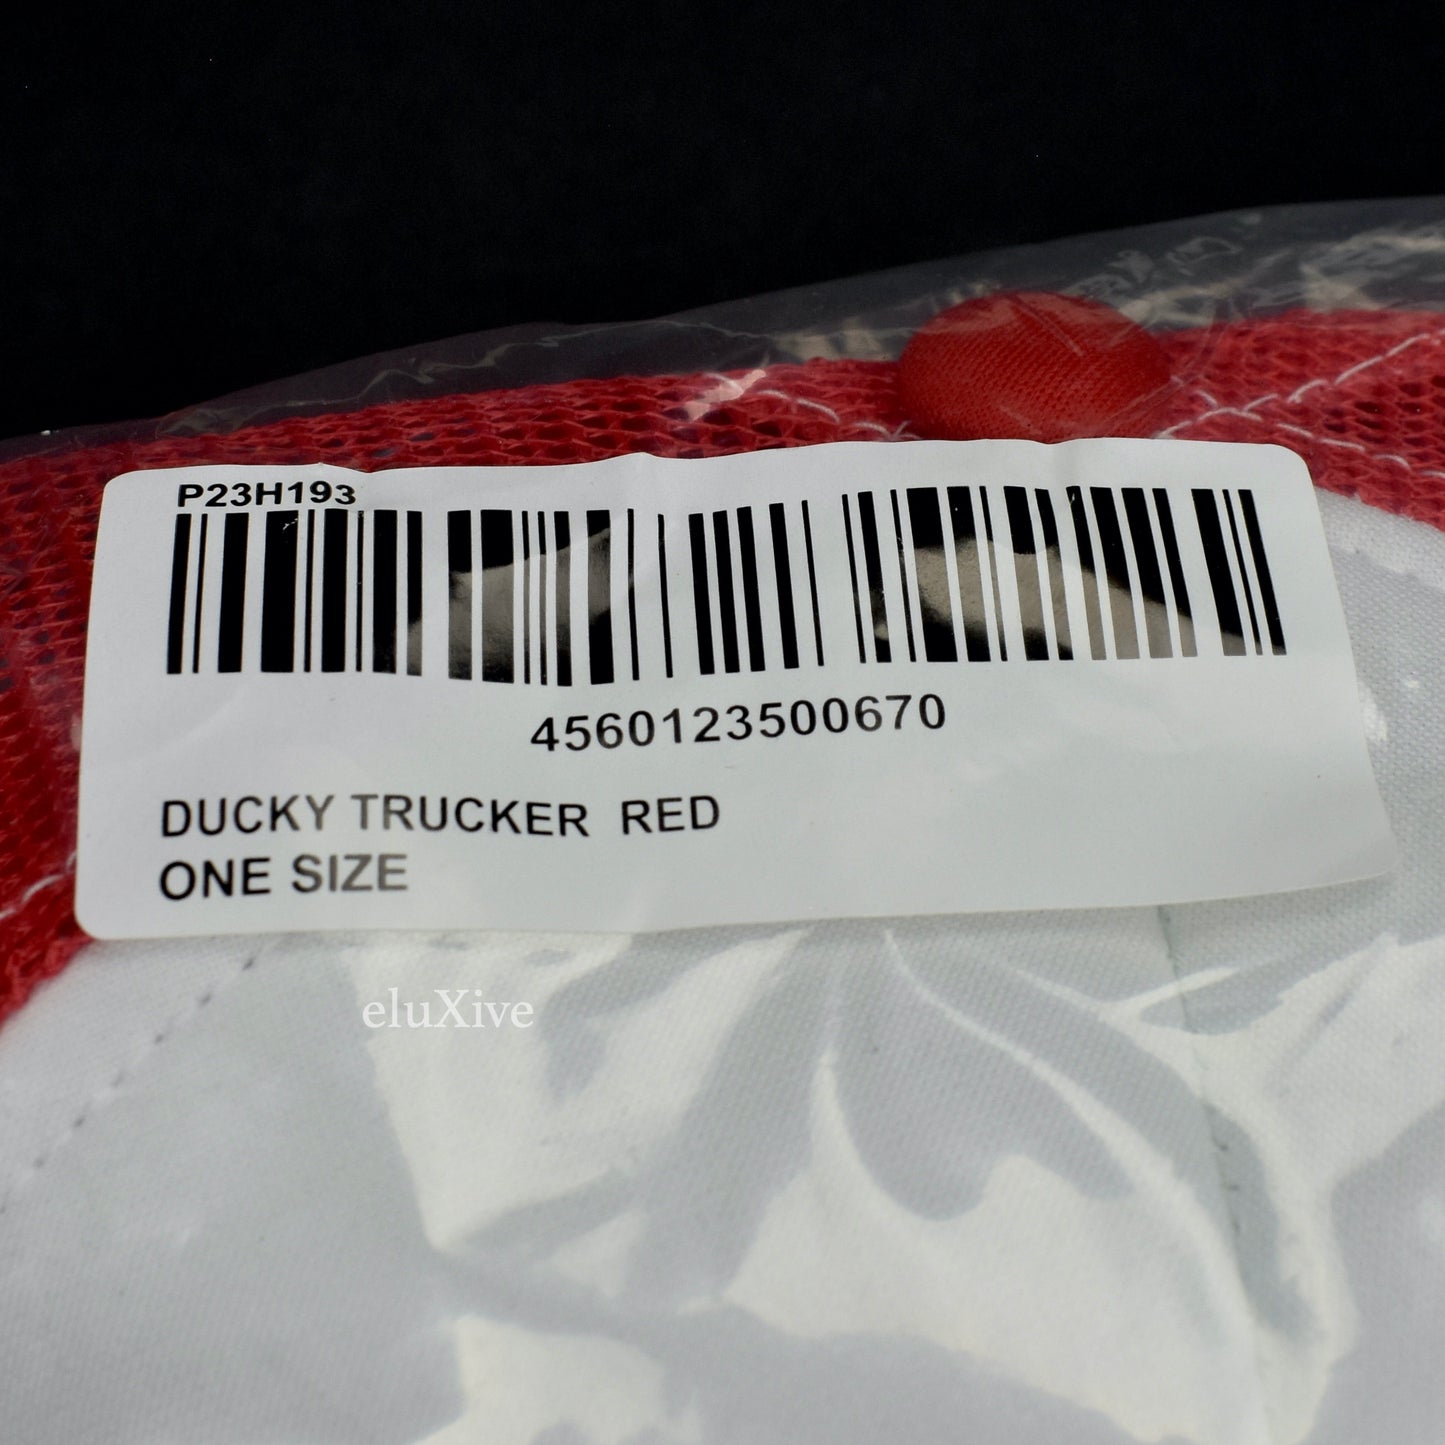 P23H193
4560123500670
DUCKY TRUCKER RED
ONE SIZE
eluXive